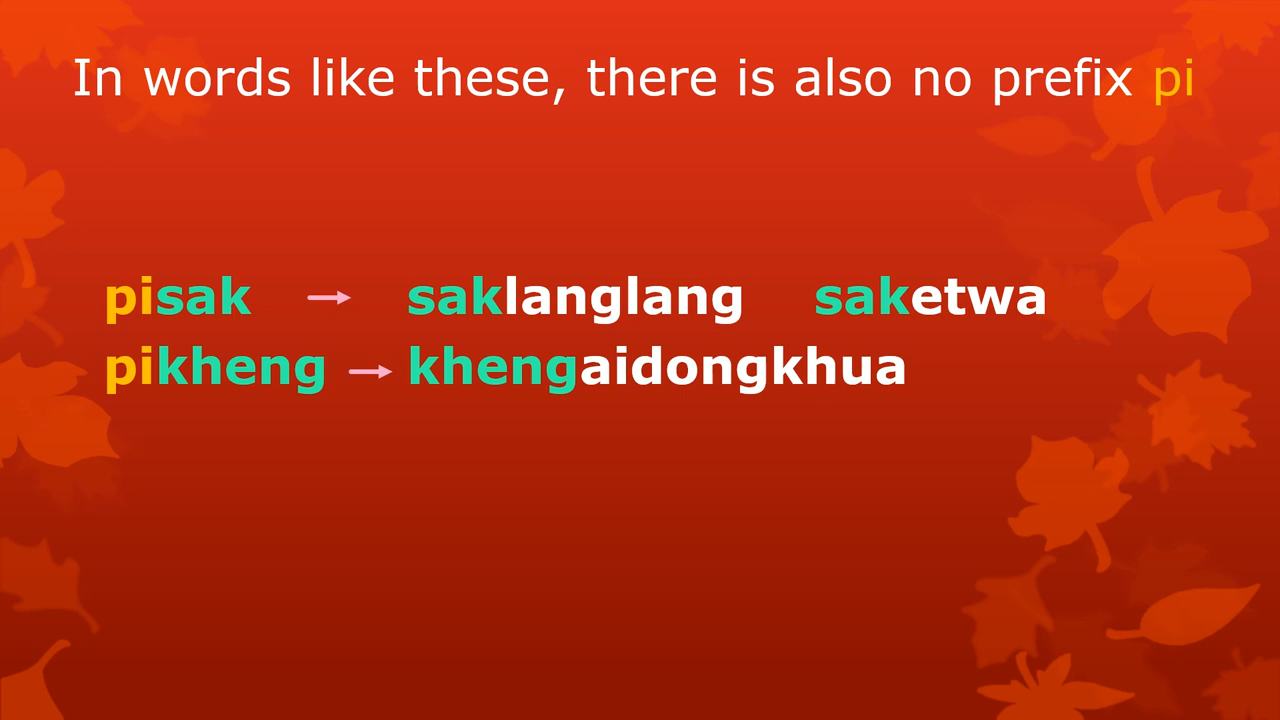 In words like these, there is also no prefix pi
pisak → saklanglang saketwa
pikheng → khengaidongkhua